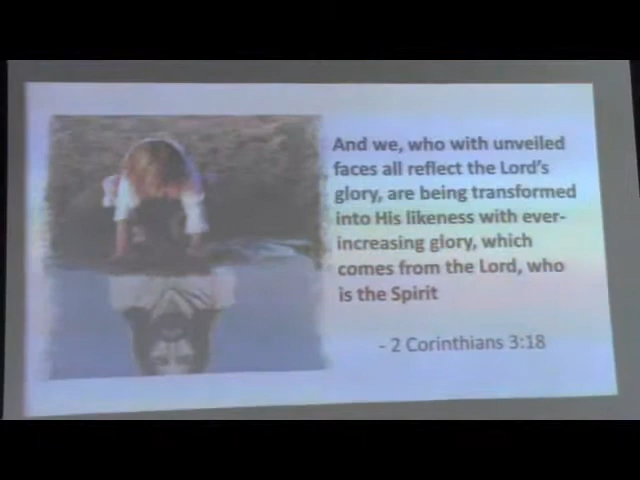 And we, who with unveiled
faces all reflect the Lord's
glory, are being transformed
into His likeness with ever-
increasing glory, which
comes from the Lord, who
is the Spirit
- 2 Corinthians 3:18